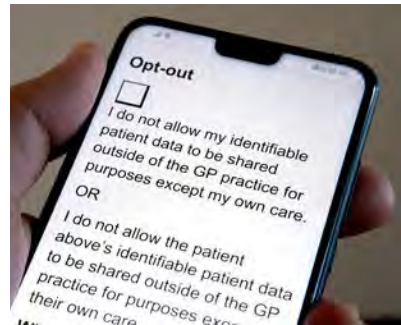 Opt-out
I do not allow my identifiable
patient data to be shared
outside of the GP practice for
purposes except my own care.
OR
I do not allow the patient
above's identifiable patient data
to be shared outside of the GP
practice for purposes
their own care